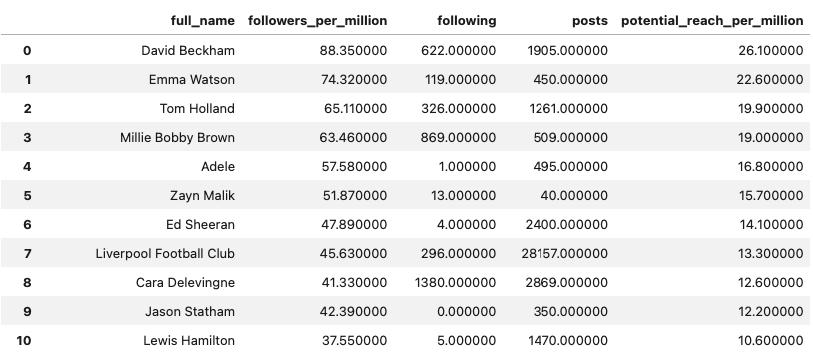 full_name followers_per_million following posts potential_reach_per_million
0 David Beckham 88.350000 622.000000 1905.000000 26.100000
1 Emma Watson 74.320000 119.000000 450.000000 22.600000
2 Tom Holland 65.110000 326.000000 1261.000000 19.900000
3 Millie Bobby Brown 63.460000 869.000000 509.000000 19.000000
4 Adele 57.580000 1.000000 495.000000 16.800000
5 Zayn Malik 51.870000 13.000000 40.000000 15.700000
6 Ed Sheeran 47.890000 4.000000 2400.000000 14.100000
7 Liverpool Football Club 45.630000 296.000000 28157.000000 13.300000
8 Cara Delevingne 41.330000 1380.000000 2869.000000 12.600000
9 Jason Statham 42.390000 0.000000 350.000000 12.200000
10 Lewis Hamilton 37.550000 5.000000 1470.000000 10.600000